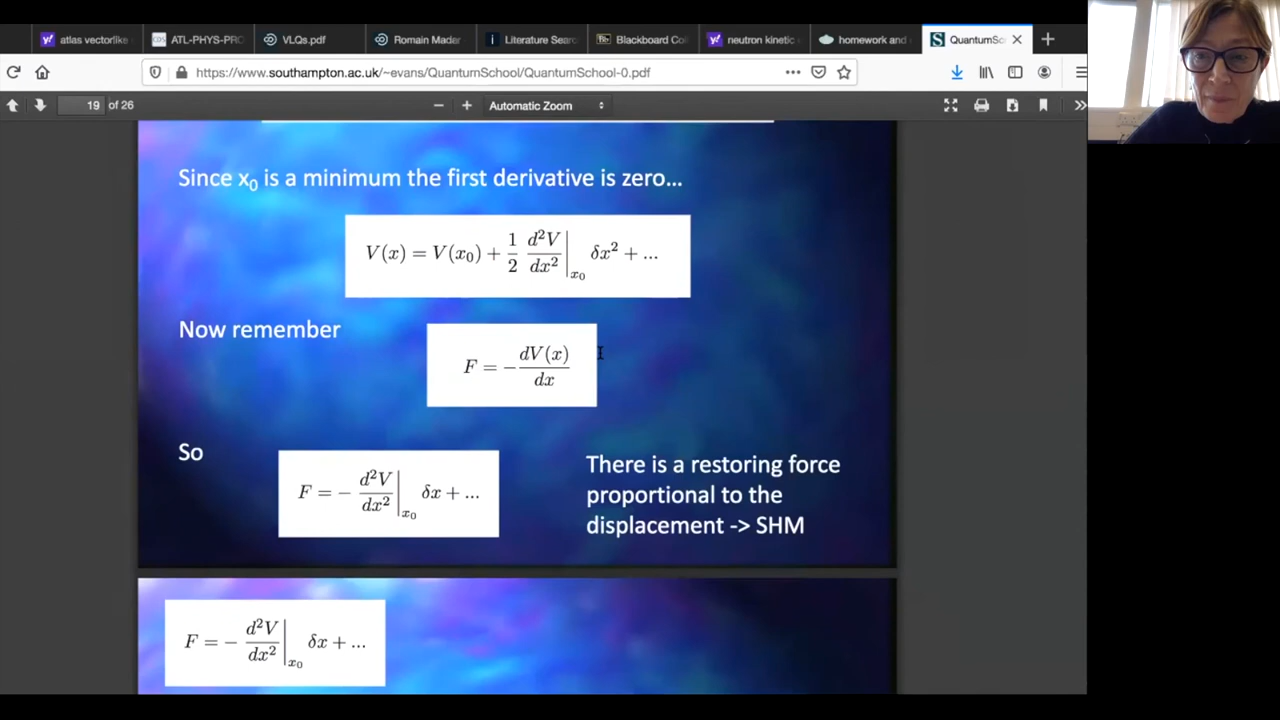 atlas vectorlike
ATL-PHYS-PRO
VLQs.pdf
Romain Mader
Literature Sear
Blackboard Col
neutron kinetic
homework and
QuantumSc
https://www.southampton.ac.uk/~evans/QuantumSchool/QuantumSchool-0.pdf
19 of 26
Automatic Zoom
Since x₀ is a minimum the first derivative is zero...
V(x) = V(x₀) + 1/2 d²V/dx²|x₀ δx² + ...
Now remember
F = − dV(x)/dx
So
F = − d²V/dx²|x₀ δx + ...
There is a restoring force
proportional to the
displacement -> SHM
F = − d²V/dx²|x₀ δx + ...